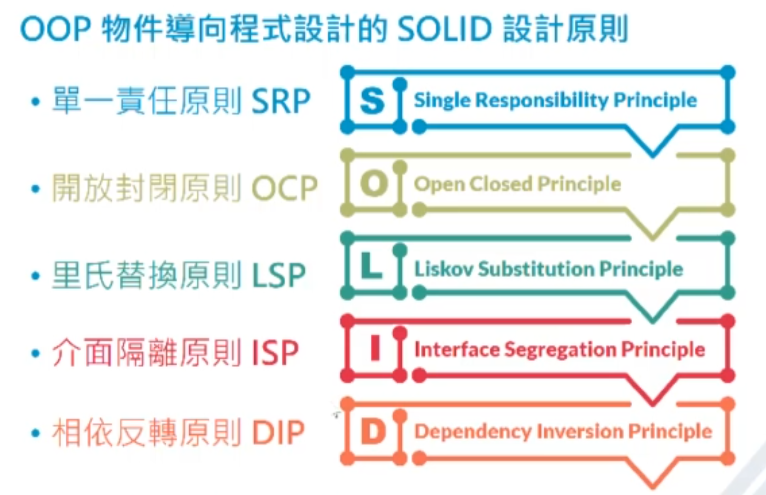 OOP 物件導向程式設計的 SOLID 設計原則
• 單一責任原則 SRP
S Single Responsibility Principle
• 開放封閉原則 OCP
O Open Closed Principle
• 里氏替換原則 LSP
L Liskov Substitution Principle
• 介面隔離原則 ISP
I Interface Segregation Principle
• 相依反轉原則 DIP
D Dependency Inversion Principle